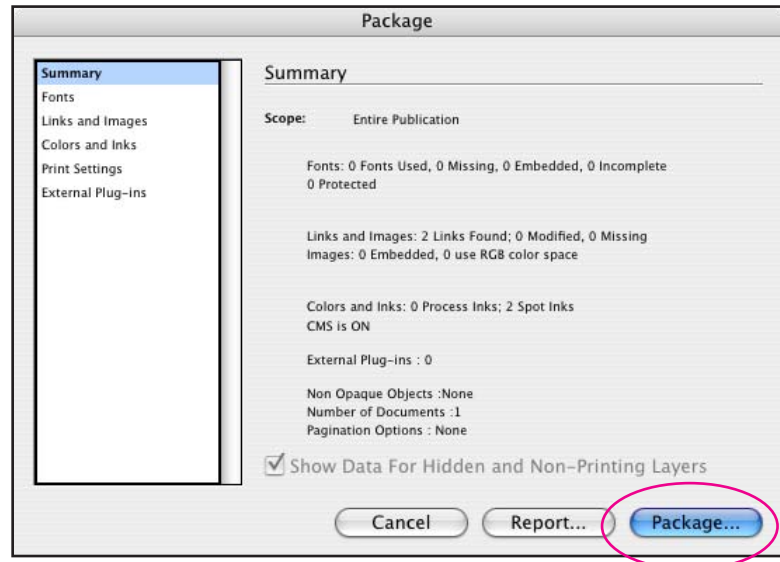 Package
Summary
Fonts
Links and Images
Colors and Inks
Print Settings
External Plug-ins
Summary
Scope: Entire Publication
Fonts: 0 Fonts Used, 0 Missing, 0 Embedded, 0 Incomplete
0 Protected
Links and Images: 2 Links Found; 0 Modified, 0 Missing
Images: 0 Embedded, 0 use RGB color space
Colors and Inks: 0 Process Inks; 2 Spot Inks
CMS is ON
External Plug-ins : 0
Non Opaque Objects :None
Number of Documents :1
Pagination Options : None
Show Data For Hidden and Non-Printing Layers
Cancel Report... Package...